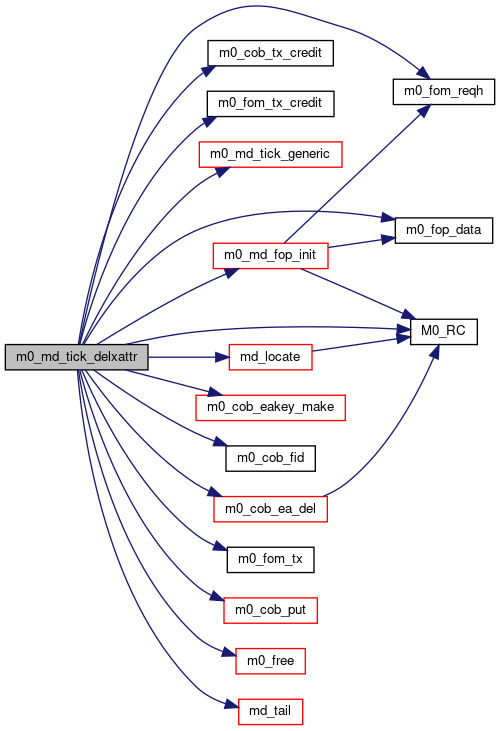 m0_cob_tx_credit
m0_fom_reqh
m0_fom_tx_credit
m0_md_tick_generic
m0_fop_data
m0_md_fop_init
M0_RC
m0_md_tick_delxattr
md_locate
m0_cob_eakey_make
m0_cob_fid
m0_cob_ea_del
m0_fom_tx
m0_cob_put
m0_free
md_tail